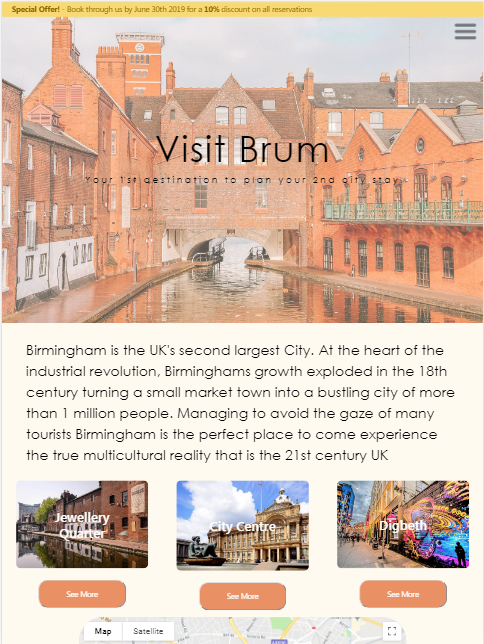 Special Offer! - Book through us by June 30th 2019 for a 10% discount on all reservations
Visit Brum
Your 1st destination to plan your 2nd city stay
Birmingham is the UK's second largest City. At the heart of the
industrial revolution, Birminghams growth exploded in the 18th
century turning a small market town into a bustling city of more
than 1 million people. Managing to avoid the gaze of many
tourists Birmingham is the perfect place to come experience
the true multicultural reality that is the 21st century UK
Jewellery
Quarter
City Centre
Digbeth
See More
See More
See More
Map
Satellite